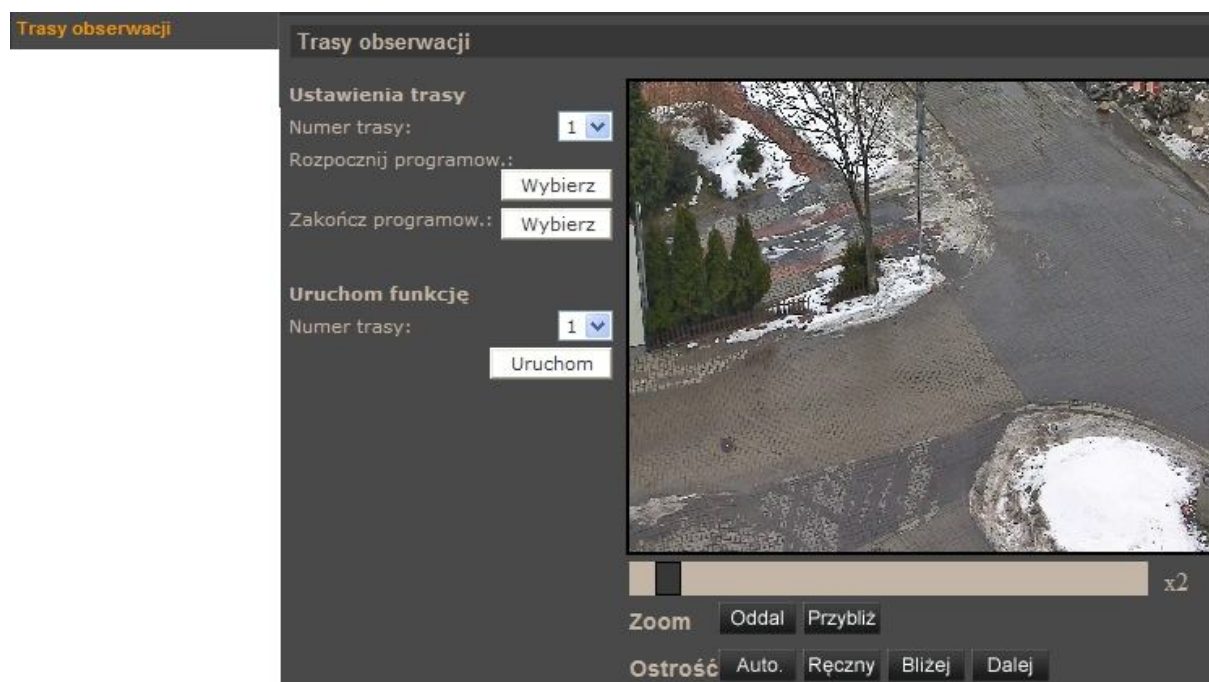 Trasy obserwacji
Trasy obserwacji
Ustawienia trasy
Numer trasy: 1
Rozpocznij programow.:
Wybierz
Zakończ programow.: Wybierz
Uruchom funkcję
Numer trasy: 1
Uruchom
x2
Zoom Oddal Przybliż
Ostrość Auto. Ręczny Bliżej Dalej